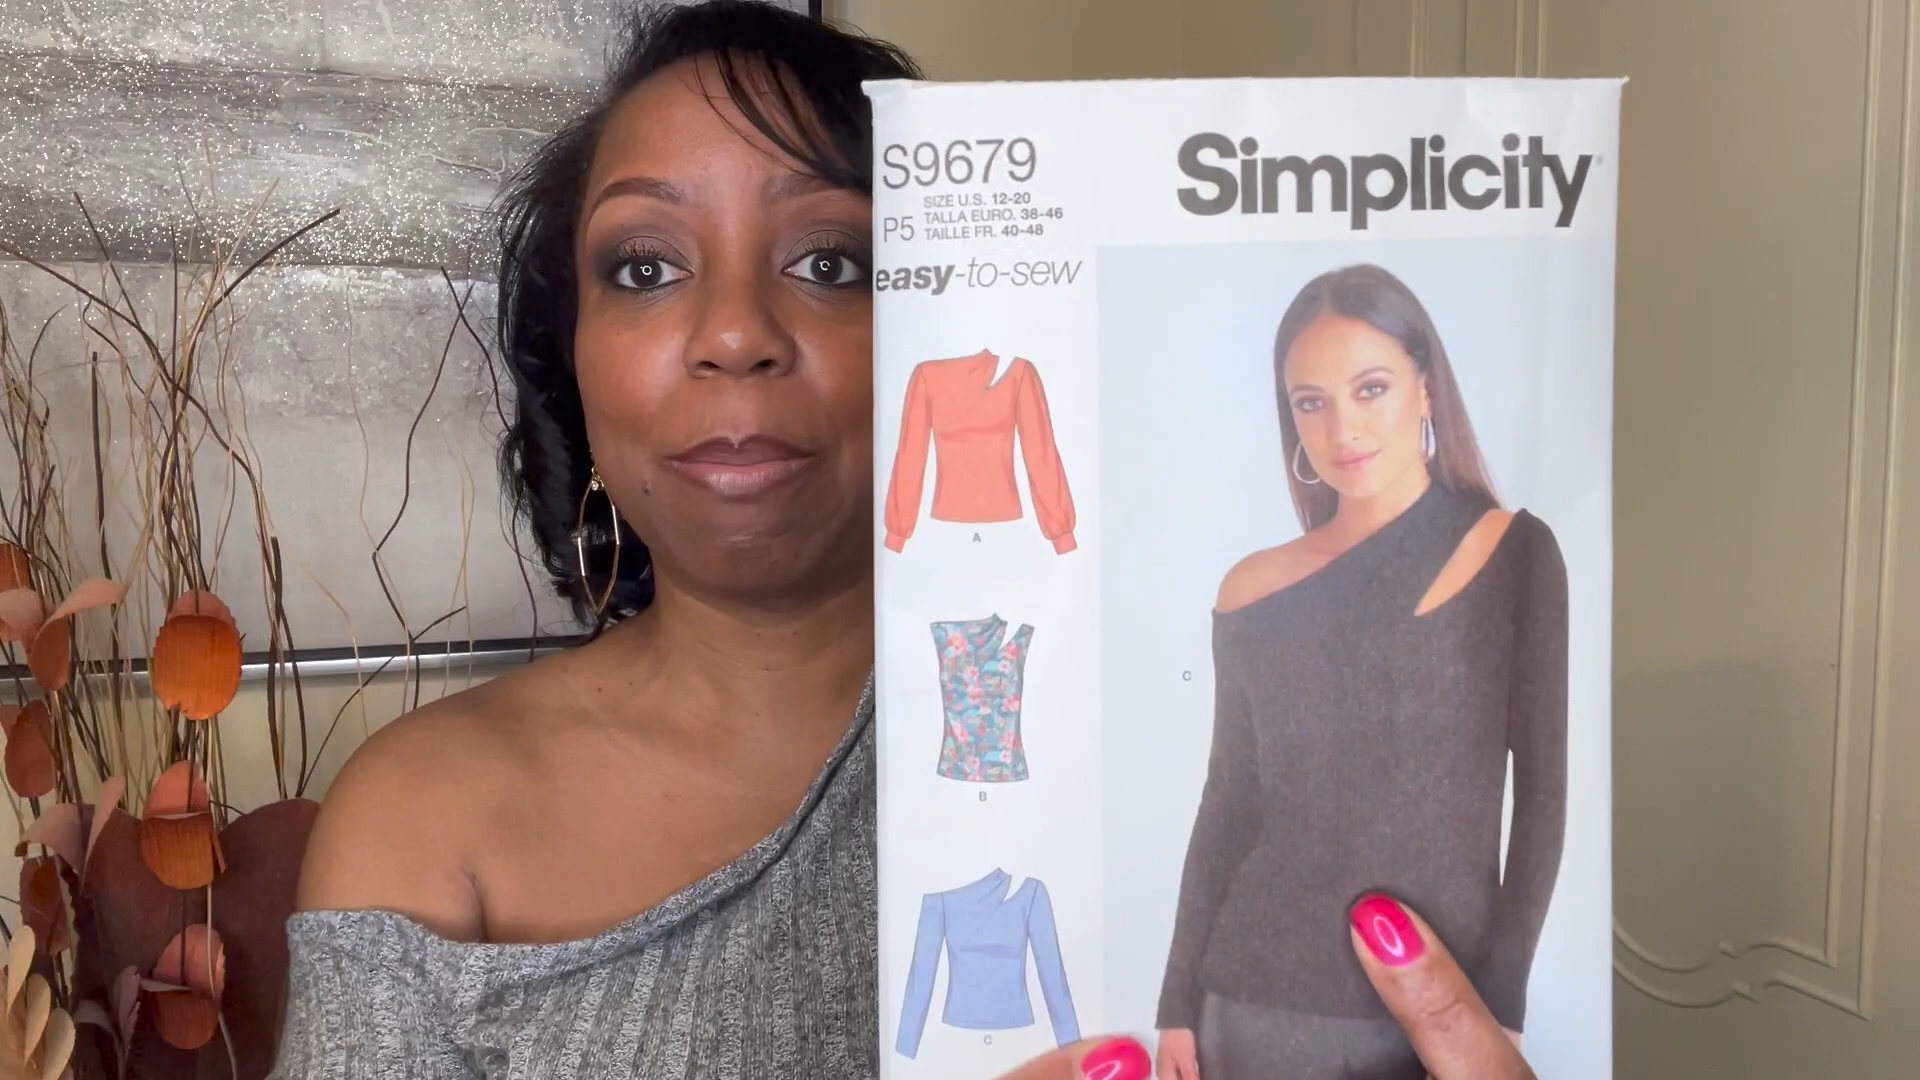 S9679
Simplicity®
SIZE U.S. 12-20
P5 TALLA EURO. 38-46
TAILLE FR. 40-48
easy-to-sew
A
C
B
C